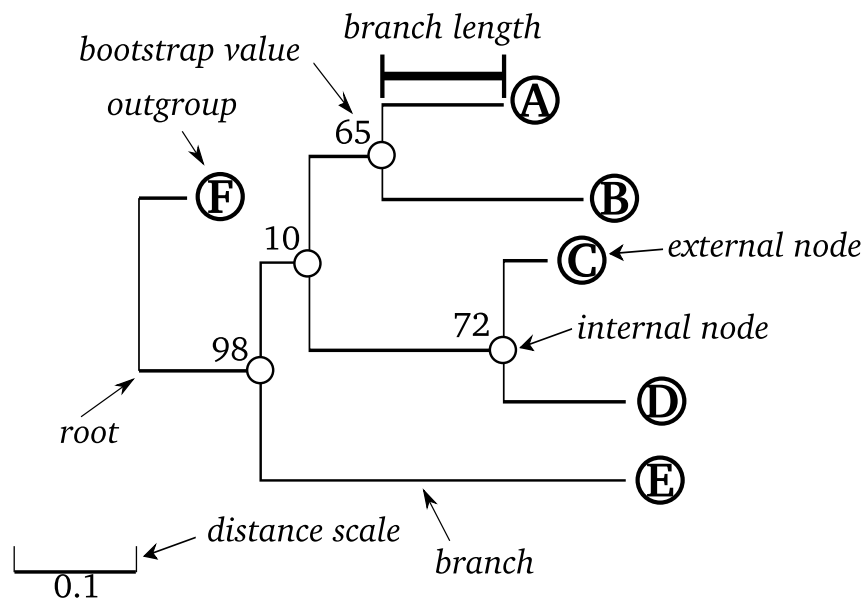 branch length
bootstrap value
outgroup
A
65
B
F
10
C
external node
72
internal node
98
D
root
E
distance scale
branch
0.1